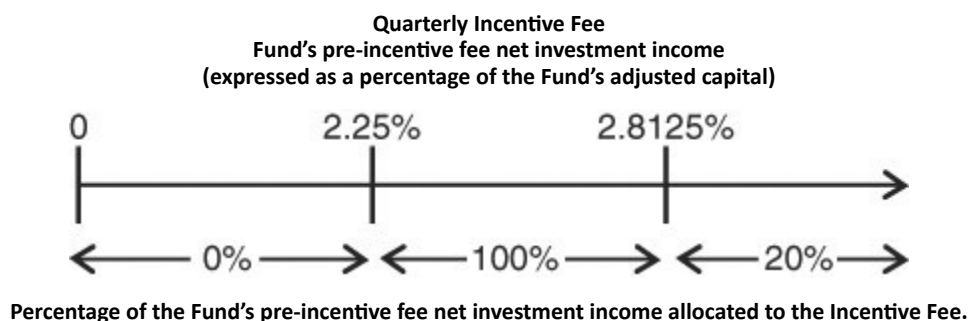 Quarterly Incentive Fee
Fund's pre-incentive fee net investment income
(expressed as a percentage of the Fund's adjusted capital)
0 2.25% 2.8125%
0% 100% 20%
Percentage of the Fund's pre-incentive fee net investment income allocated to the Incentive Fee.